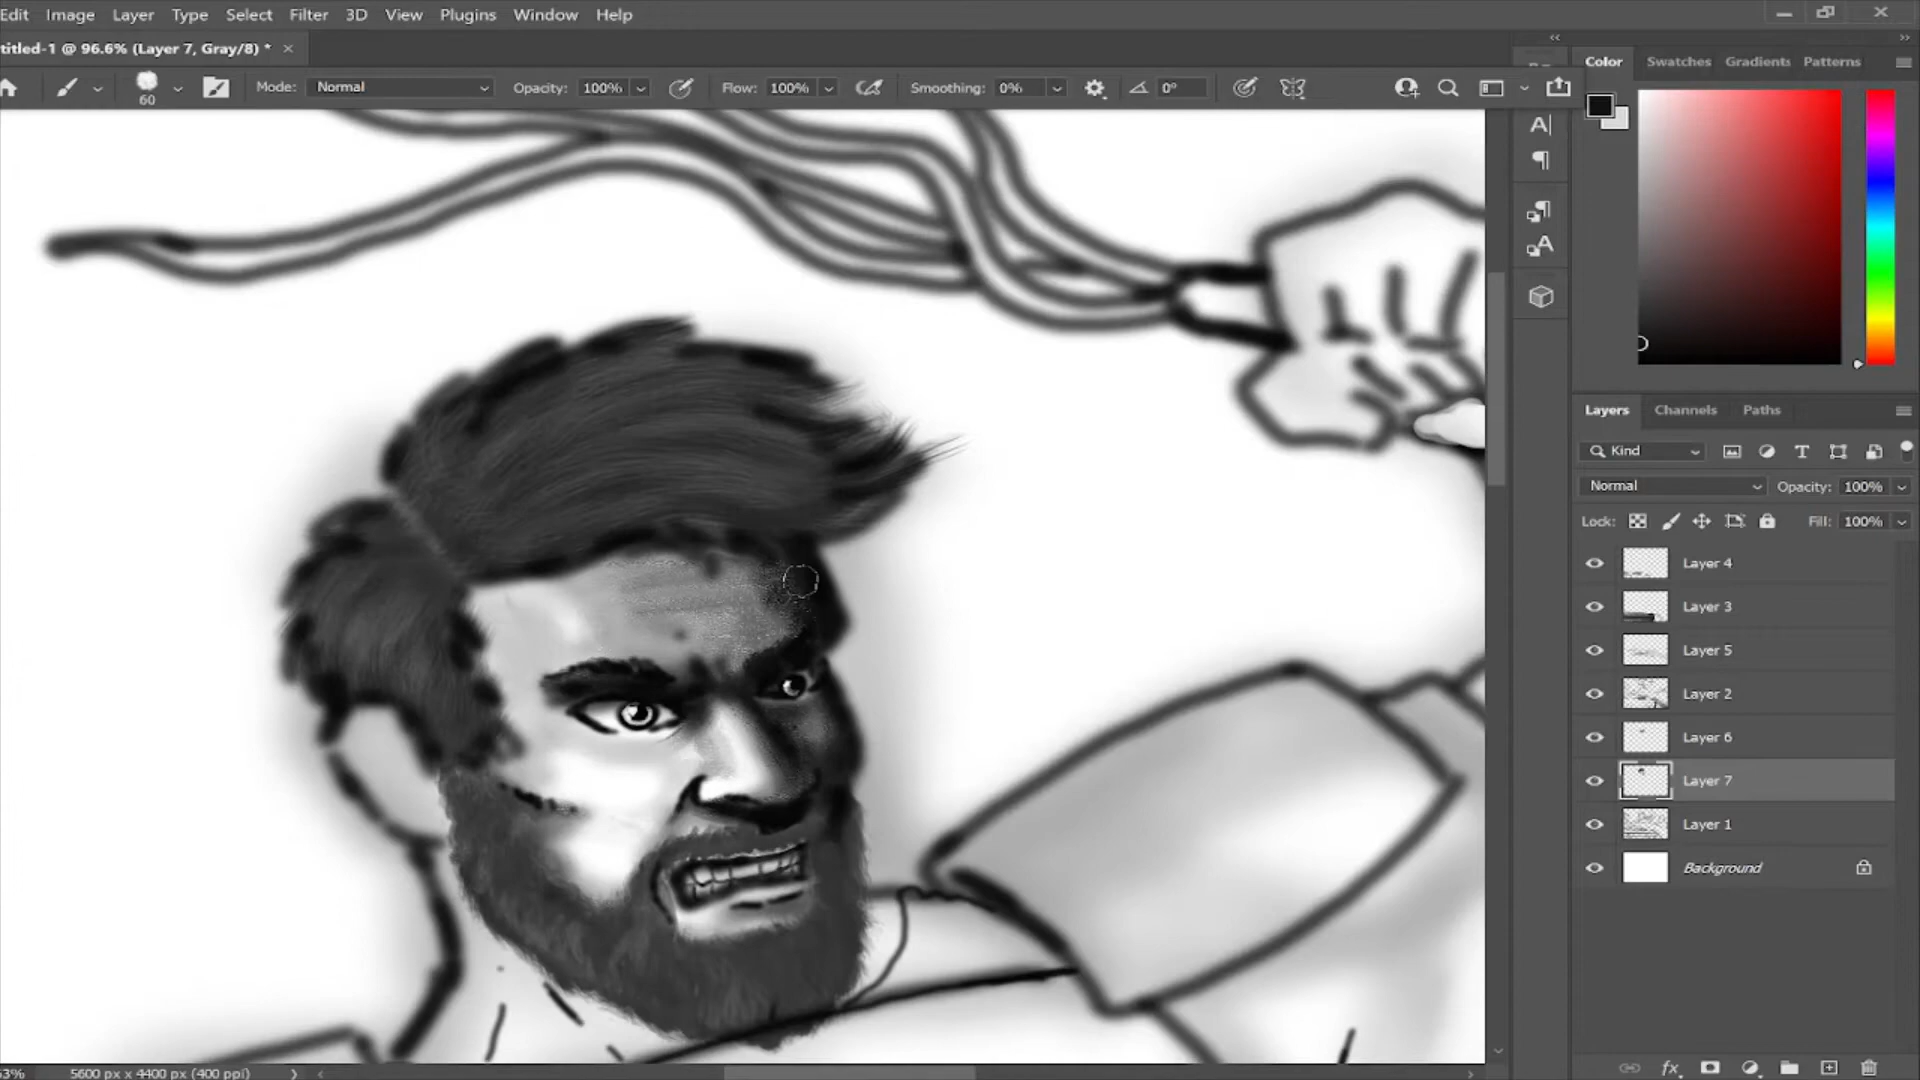 Edit Image Layer Type Select Filter 3D View Plugins Window Help
titled-1 @ 96.6% (Layer 7, Gray/8) *
60 Mode: Normal Opacity: 100% Flow: 100% Smoothing: 0% 0°
Color Swatches Gradients Patterns
Layers Channels Paths
Kind
Normal Opacity: 100%
Lock: Fill: 100%
Layer 4
Layer 3
Layer 5
Layer 2
Layer 6
Layer 7
Layer 1
Background
fx
53% 5600 px x 4400 px (400 ppi)